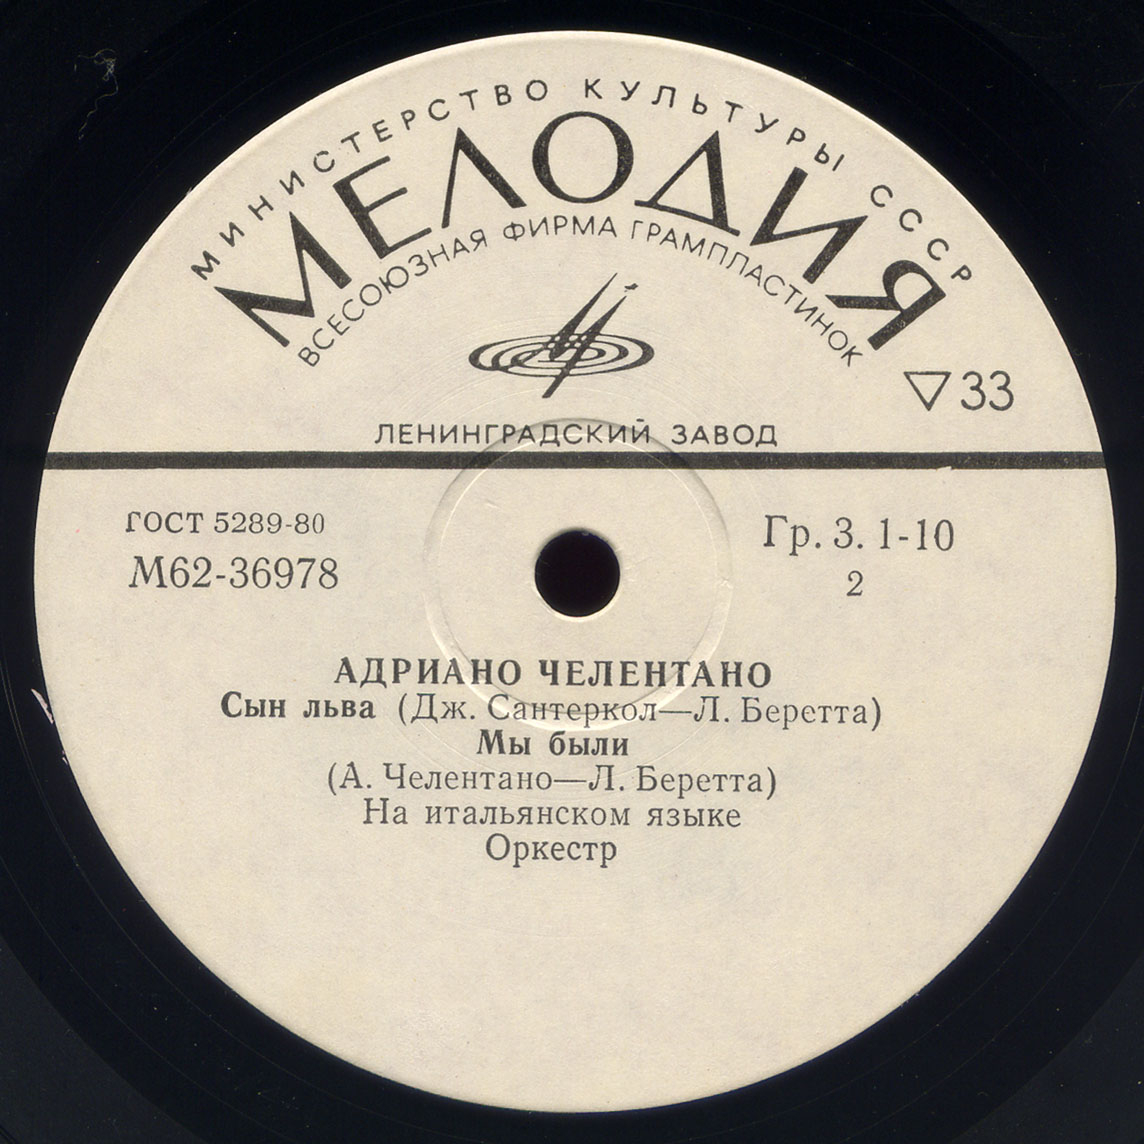 МИНИСТЕРСТВО КУЛЬТУРЫ СССР
МЕЛОДИЯ
ВСЕСОЮЗНАЯ ФИРМА ГРАМПЛАСТИНОК
▽33
ЛЕНИНГРАДСКИЙ ЗАВОД
ГОСТ 5289-80
М62-36978
Гр. 3. 1-10
2
АДРИАНО ЧЕЛЕНТАНО
Сын льва (Дж. Сантеркол—Л. Беретта)
Мы были
(А. Челентано—Л. Беретта)
На итальянском языке
Оркестр